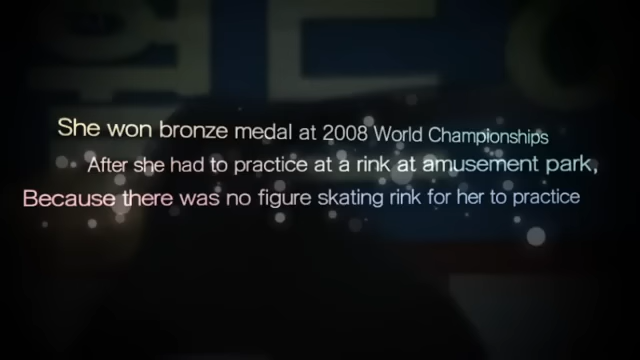 She won bronze medal at 2008 World Championships
After she had to practice at a rink at amusement park,
Because there was no figure skating rink for her to practice